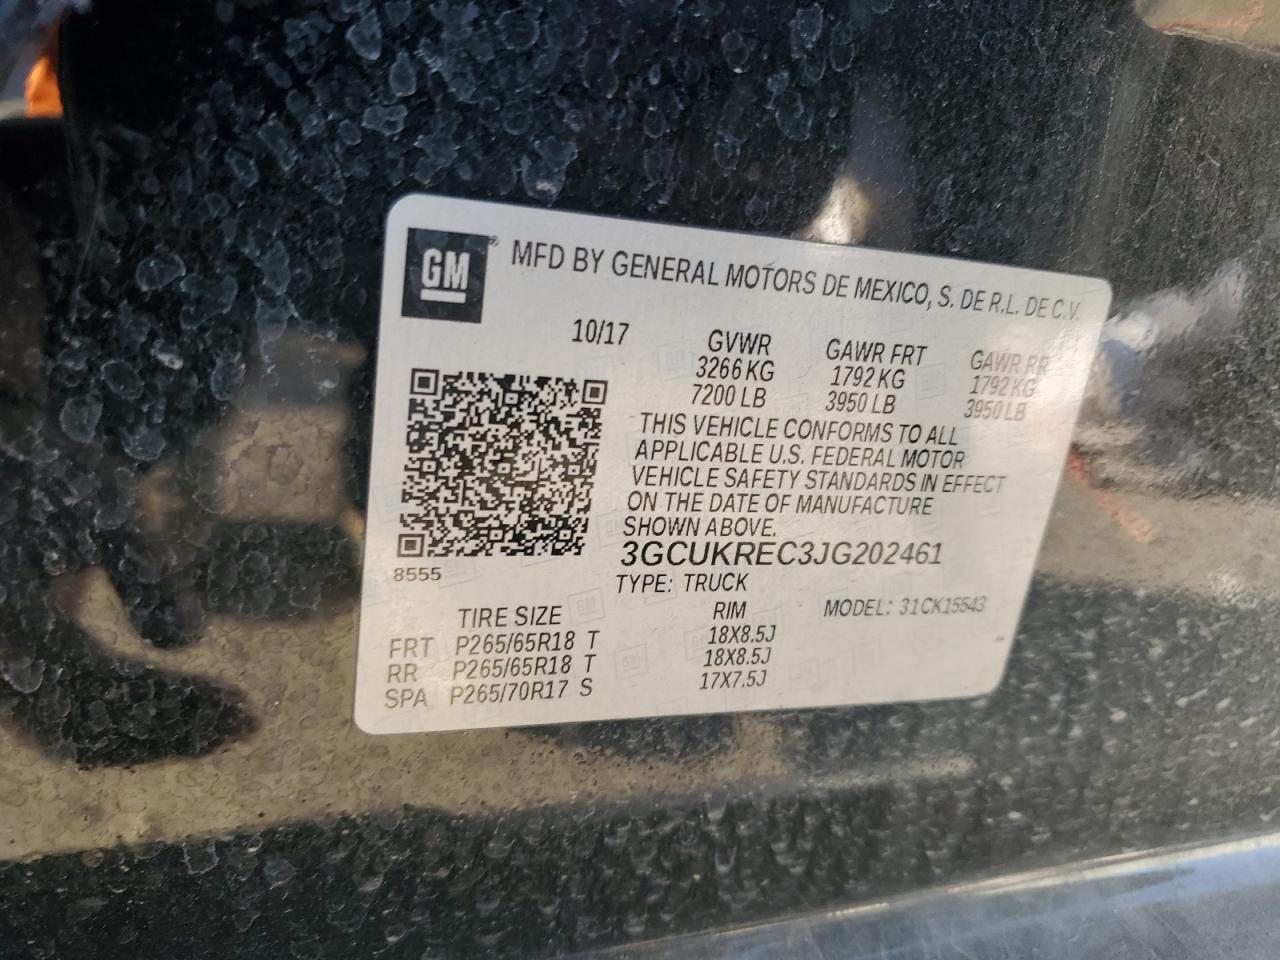 GM® MFD BY GENERAL MOTORS DE MEXICO, S. DE R.L. DE C.V.
10/17 GVWR GAWR FRT GAWR RR
3266 KG 1792 KG 1792 KG
7200 LB 3950 LB 3950 LB
THIS VEHICLE CONFORMS TO ALL
APPLICABLE U.S. FEDERAL MOTOR
VEHICLE SAFETY STANDARDS IN EFFECT
ON THE DATE OF MANUFACTURE
SHOWN ABOVE.
3GCUKREC3JG202461
8555 TYPE: TRUCK MODEL: 31CK15543
TIRE SIZE RIM
FRT P265/65R18 T 18X8.5J
RR P265/65R18 T 18X8.5J
SPA P265/70R17 S 17X7.5J